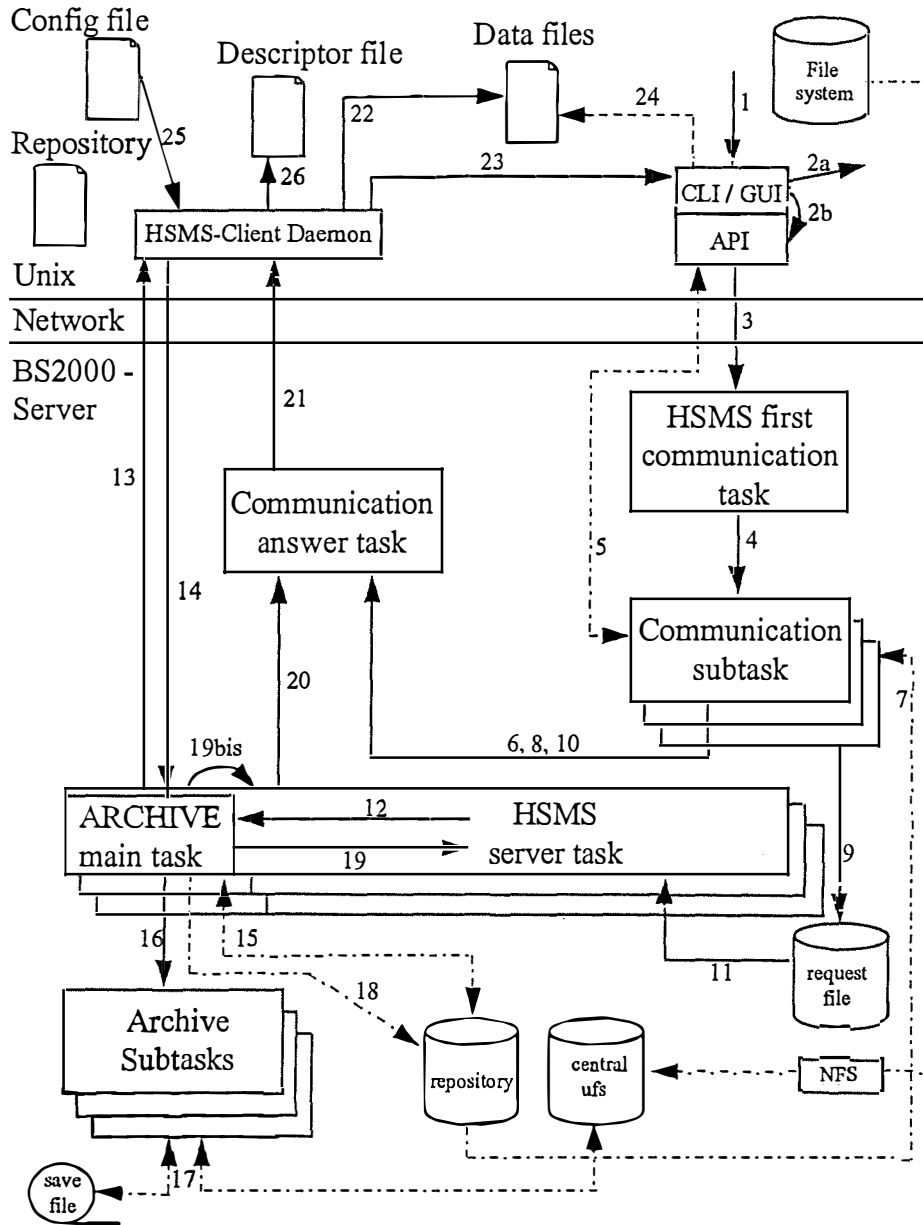 Config file
Descriptor file
Data files
File
system
1
22
24
25
Repository
26
23
2a
CLI / GUI
2b
HSMS-Client Daemon
API
Unix
Network
3
BS2000 -
Server
21
HSMS first
communication
task
13
Communication
answer task
5
4
14
Communication
subtask
20
7
6, 8, 10
19bis
ARCHIVE
main task
12
HSMS
server task
19
9
16
15
11
request
file
18
Archive
Subtasks
repository
central
ufs
NFS
17
save
file